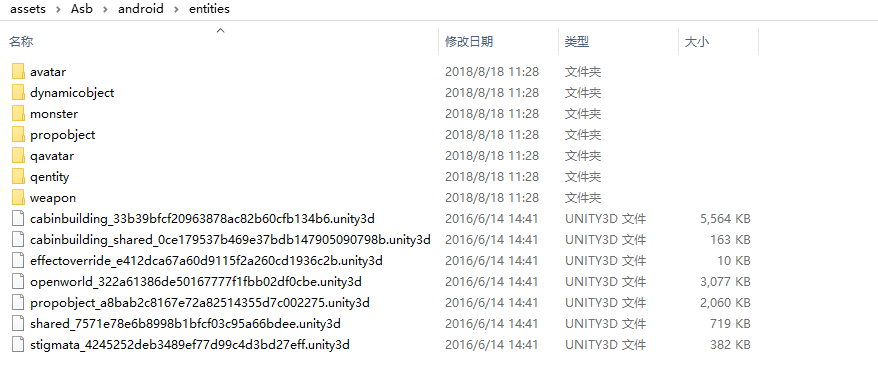 assets › Asb › android › entities
名称 修改日期 类型 大小
avatar 2018/8/18 11:28 文件夹
dynamicobject 2018/8/18 11:28 文件夹
monster 2018/8/18 11:28 文件夹
propobject 2018/8/18 11:28 文件夹
qavatar 2018/8/18 11:28 文件夹
qentity 2018/8/18 11:28 文件夹
weapon 2018/8/18 11:28 文件夹
cabinbuilding_33b39bfcf20963878ac82b60cfb134b6.unity3d 2016/6/14 14:41 UNITY3D 文件 5,564 KB
cabinbuilding_shared_0ce179537b469e37bdb147905090798b.unity3d 2016/6/14 14:41 UNITY3D 文件 163 KB
effectoverride_e412dca67a60d9115f2a260cd1936c2b.unity3d 2016/6/14 14:41 UNITY3D 文件 10 KB
openworld_322a61386de50167777f1fbb02df0cbe.unity3d 2016/6/14 14:41 UNITY3D 文件 3,077 KB
propobject_a8bab2c8167e72a82514355d7c002275.unity3d 2016/6/14 14:41 UNITY3D 文件 2,060 KB
shared_7571e78e6b8998b1bfcf03c95a66bdee.unity3d 2016/6/14 14:41 UNITY3D 文件 719 KB
stigmata_4245252deb3489ef77d99c4d3bd27eff.unity3d 2016/6/14 14:41 UNITY3D 文件 382 KB